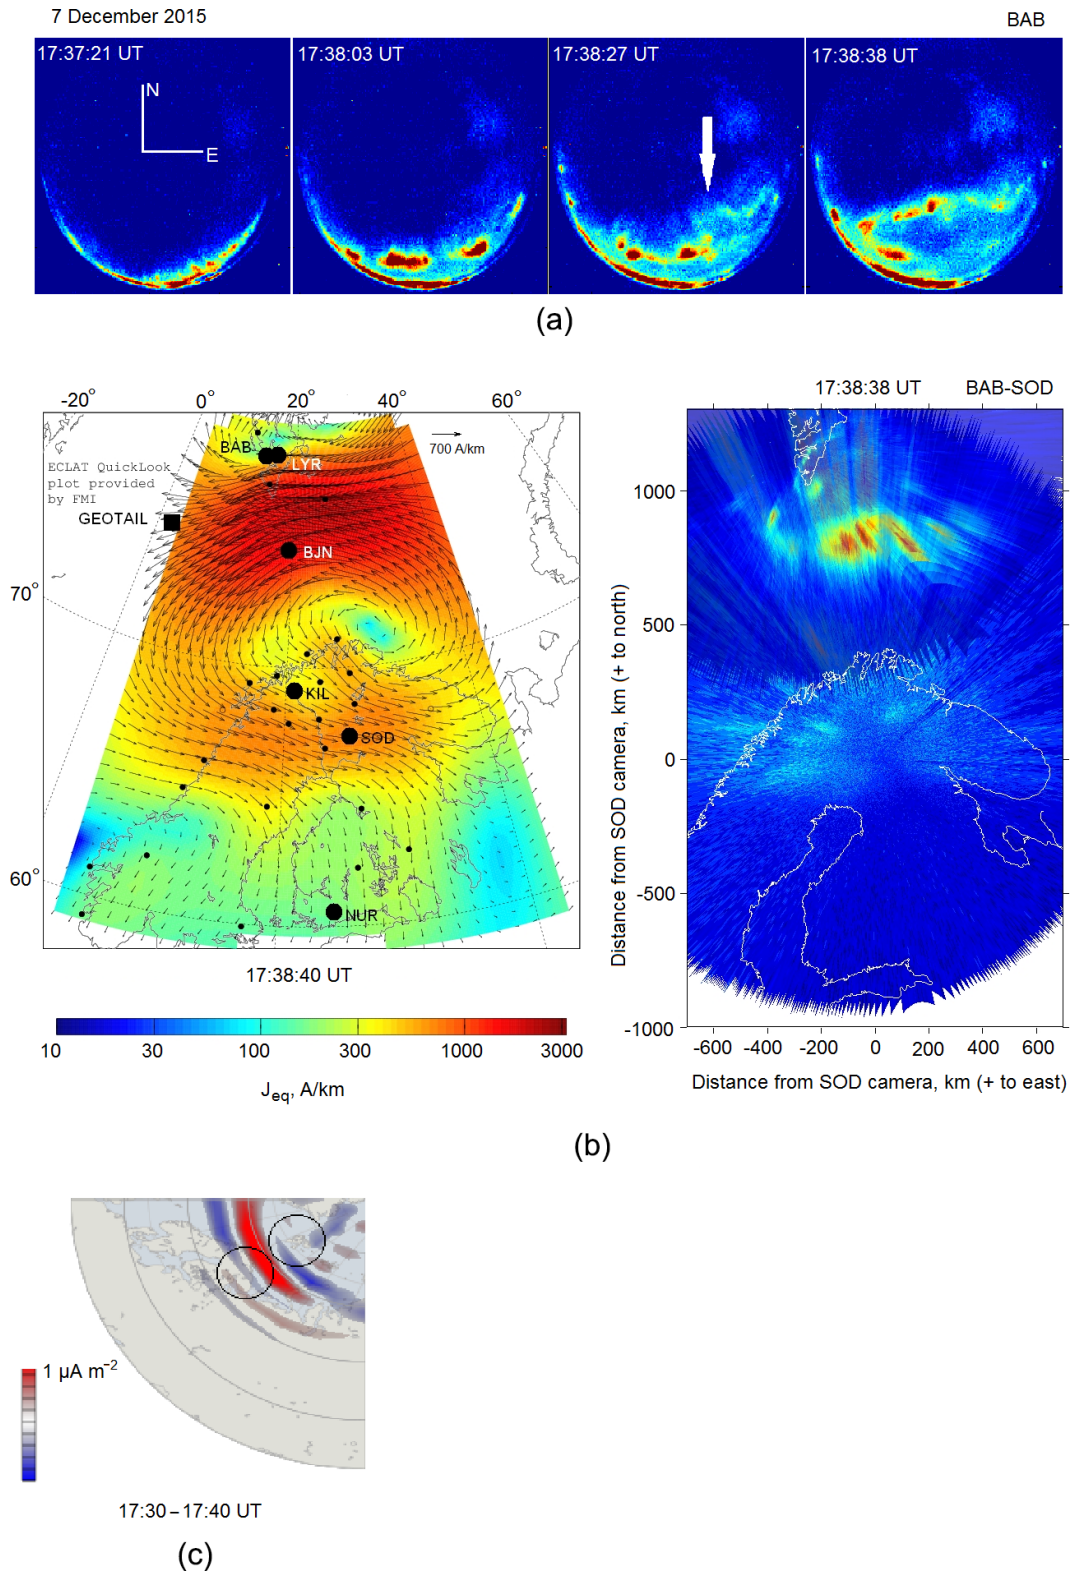 7 December 2015 BAB
17:37:21 UT 17:38:03 UT 17:38:27 UT 17:38:38 UT
N
E
(a)
17:38:38 UT BAB-SOD
-20° 0° 20° 40° 60°
700 A/km
BAB
LYR
ECLAT QuickLook
plot provided
by FMI
GEOTAIL
BJN
70°
KIL
SOD
60°
NUR
17:38:40 UT
10 30 100 300 1000 3000
Jeq, A/km
1000
500
0
-500
-1000
Distance from SOD camera, km (+ to north)
-600 -400 -200 0 200 400 600
Distance from SOD camera, km (+ to east)
(b)
1 µA m⁻²
17:30 – 17:40 UT
(c)